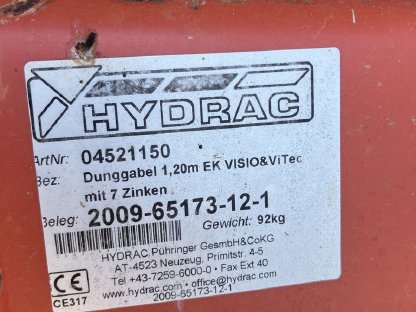 HYDRAC
ArtNr: 04521150
Bez: Dunggabel 1,20m EK VISIO&ViTec
mit 7 Zinken
Beleg: 2009-65173-12-1
Gewicht: 92kg
HYDRAC Pühringer GesmbH&CoKG
AT-4523 Neuzeug, Primitstr. 4-5
Tel +43-7259-6000-0 • Fax Ext 40
www.hydrac.com • office@hydrac.com
2009-65173-12-1
CE
CE317